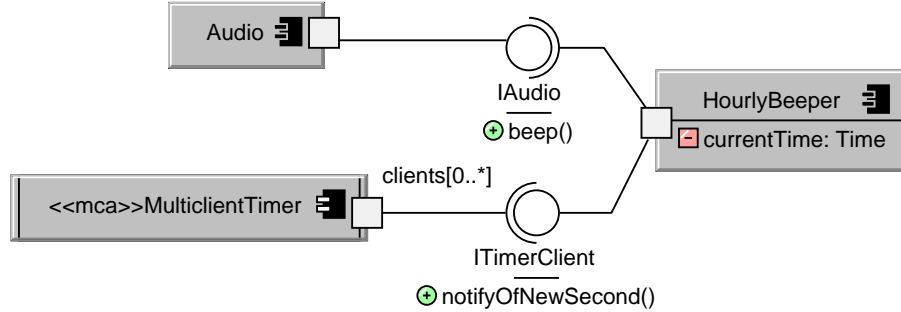 Audio
IAudio
beep()
HourlyBeeper
currentTime: Time
clients[0..*]
<<mca>>MulticlientTimer
ITimerClient
notifyOfNewSecond()